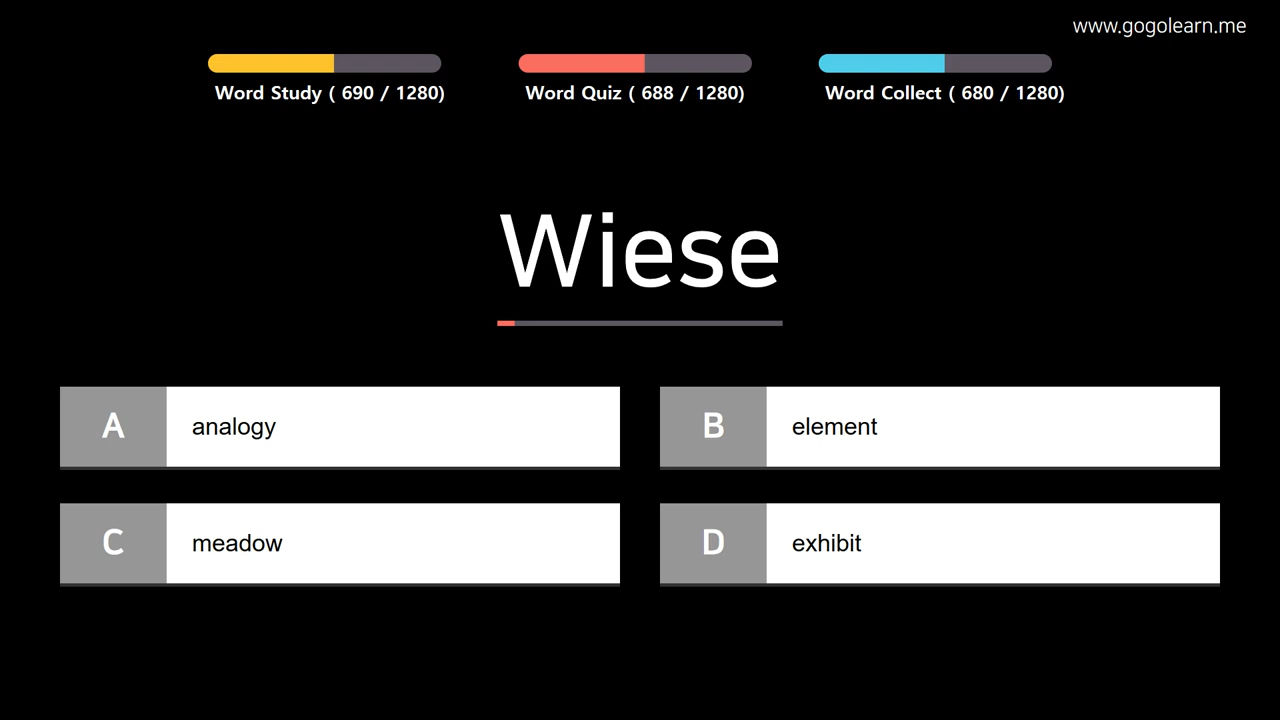 www.gogolearn.me
Word Study ( 690 / 1280)
Word Quiz ( 688 / 1280)
Word Collect ( 680 / 1280)
Wiese
A analogy
B element
C meadow
D exhibit